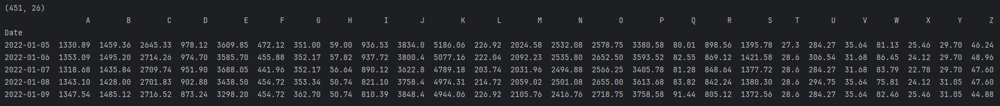 (451, 26)
A B C D E F G H I J K L M N O P Q R S T U V W X Y Z
Date
2022-01-05 1330.89 1459.36 2645.33 978.12 3609.85 472.12 351.00 59.00 936.53 3834.0 5186.06 226.92 2024.58 2532.08 2578.75 3380.58 80.01 898.56 1395.78 27.3 284.27 35.64 81.13 25.46 29.70 46.24
2022-01-06 1353.09 1495.20 2714.26 974.70 3585.70 455.88 352.17 57.82 937.72 3800.4 5077.16 222.04 2092.23 2535.80 2652.50 3593.52 82.55 869.12 1421.58 28.6 306.54 31.68 86.45 24.12 29.70 48.96
2022-01-07 1318.68 1435.84 2709.74 951.90 3688.05 441.96 352.17 56.64 890.12 3622.8 4789.18 203.74 2031.96 2494.88 2566.25 3405.78 81.28 848.64 1377.72 28.6 284.27 31.68 83.79 22.78 29.70 47.60
2022-01-08 1343.10 1428.00 2701.83 902.88 3438.50 454.72 353.34 50.74 821.10 3758.4 4974.31 214.72 2059.02 2501.08 2655.00 3613.68 83.82 842.24 1380.30 28.6 294.75 35.64 75.81 24.12 31.05 47.60
2022-01-09 1347.54 1485.12 2716.52 873.24 3298.20 454.72 362.70 50.74 810.39 3848.4 4944.06 226.92 2105.76 2416.76 2718.75 3758.58 91.44 805.12 1372.56 28.6 284.27 35.64 82.46 25.46 31.05 44.88